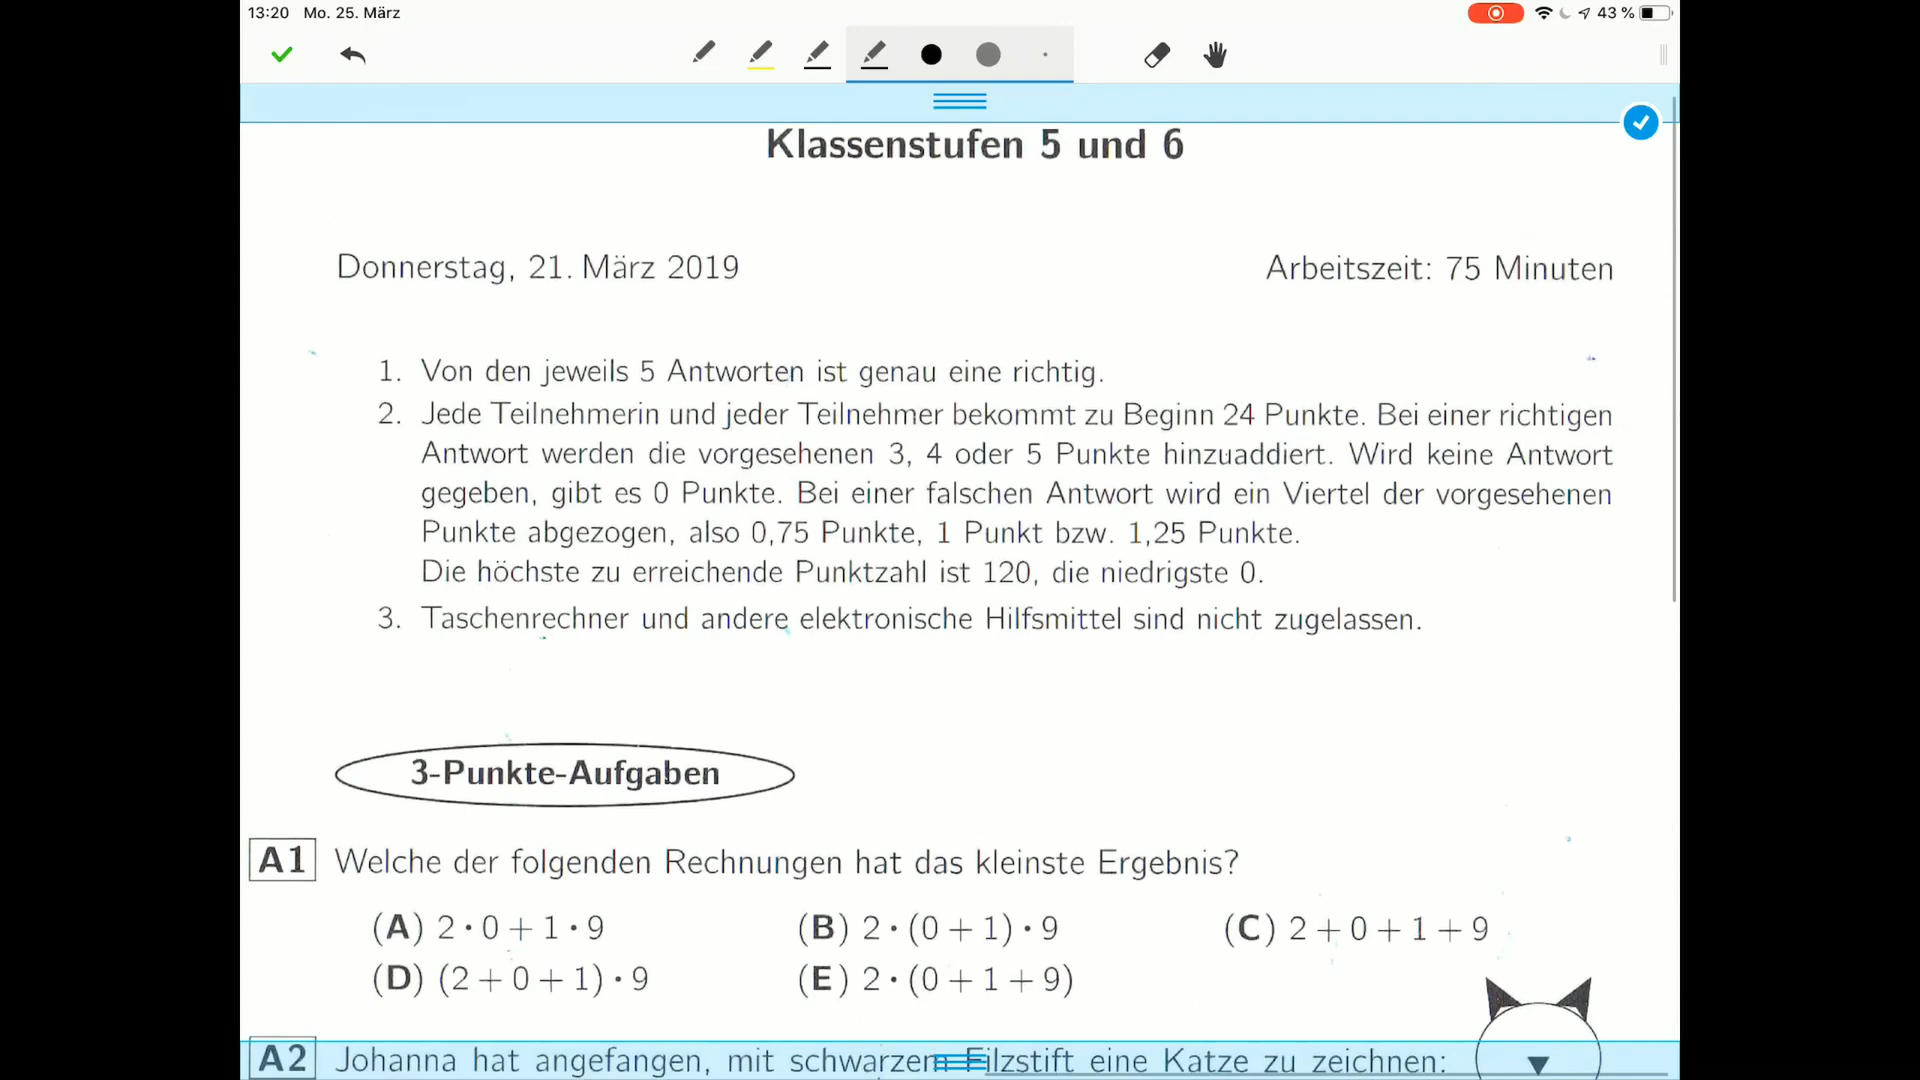 13:20 Mo. 25. März
43 %
Klassenstufen 5 und 6
Donnerstag, 21. März 2019
Arbeitszeit: 75 Minuten
1. Von den jeweils 5 Antworten ist genau eine richtig.
2. Jede Teilnehmerin und jeder Teilnehmer bekommt zu Beginn 24 Punkte. Bei einer richtigen
Antwort werden die vorgesehenen 3, 4 oder 5 Punkte hinzuaddiert. Wird keine Antwort
gegeben, gibt es 0 Punkte. Bei einer falschen Antwort wird ein Viertel der vorgesehenen
Punkte abgezogen, also 0,75 Punkte, 1 Punkt bzw. 1,25 Punkte.
Die höchste zu erreichende Punktzahl ist 120, die niedrigste 0.
3. Taschenrechner und andere elektronische Hilfsmittel sind nicht zugelassen.
3-Punkte-Aufgaben
A1 Welche der folgenden Rechnungen hat das kleinste Ergebnis?
(A) 2 · 0 + 1 · 9 (B) 2 · (0 + 1) · 9 (C) 2 + 0 + 1 + 9
(D) (2 + 0 + 1) · 9 (E) 2 · (0 + 1 + 9)
A2 Johanna hat angefangen, mit schwarzem Filzstift eine Katze zu zeichnen: